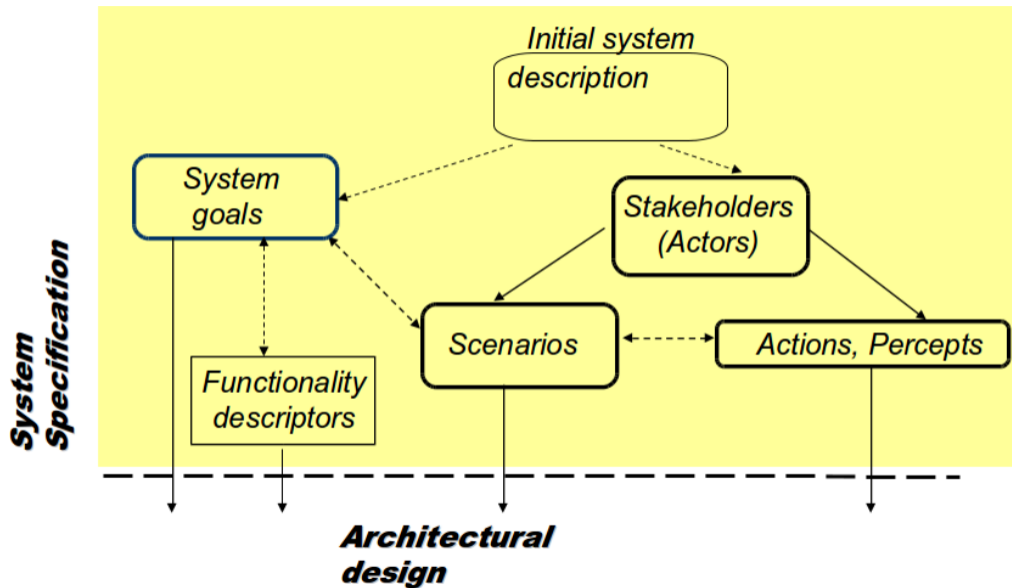 Initial system
description
System
goals
Stakeholders
(Actors)
Scenarios
Actions, Percepts
Functionality
descriptors
System
Specification
Architectural
design